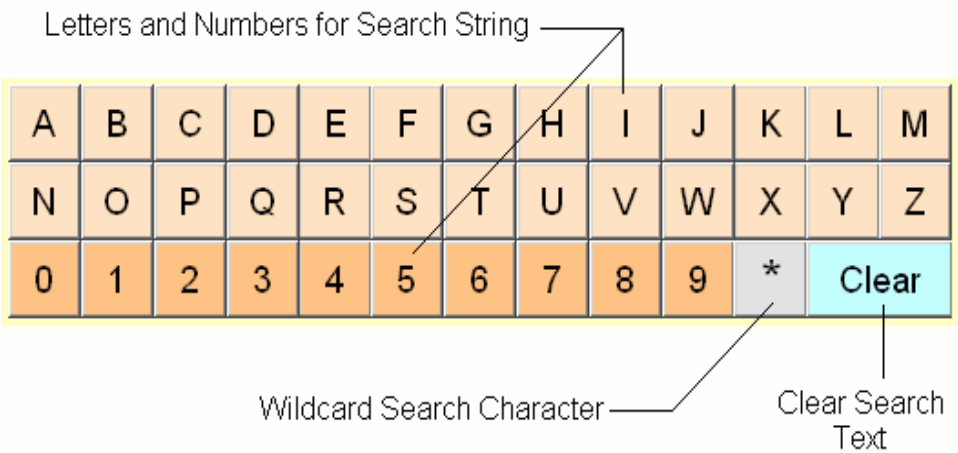 Letters and Numbers for Search String
A B C D E F G H I J K L M
N O P Q R S T U V W X Y Z
0 1 2 3 4 5 6 7 8 9 * Clear
Wildcard Search Character
Clear Search
Text